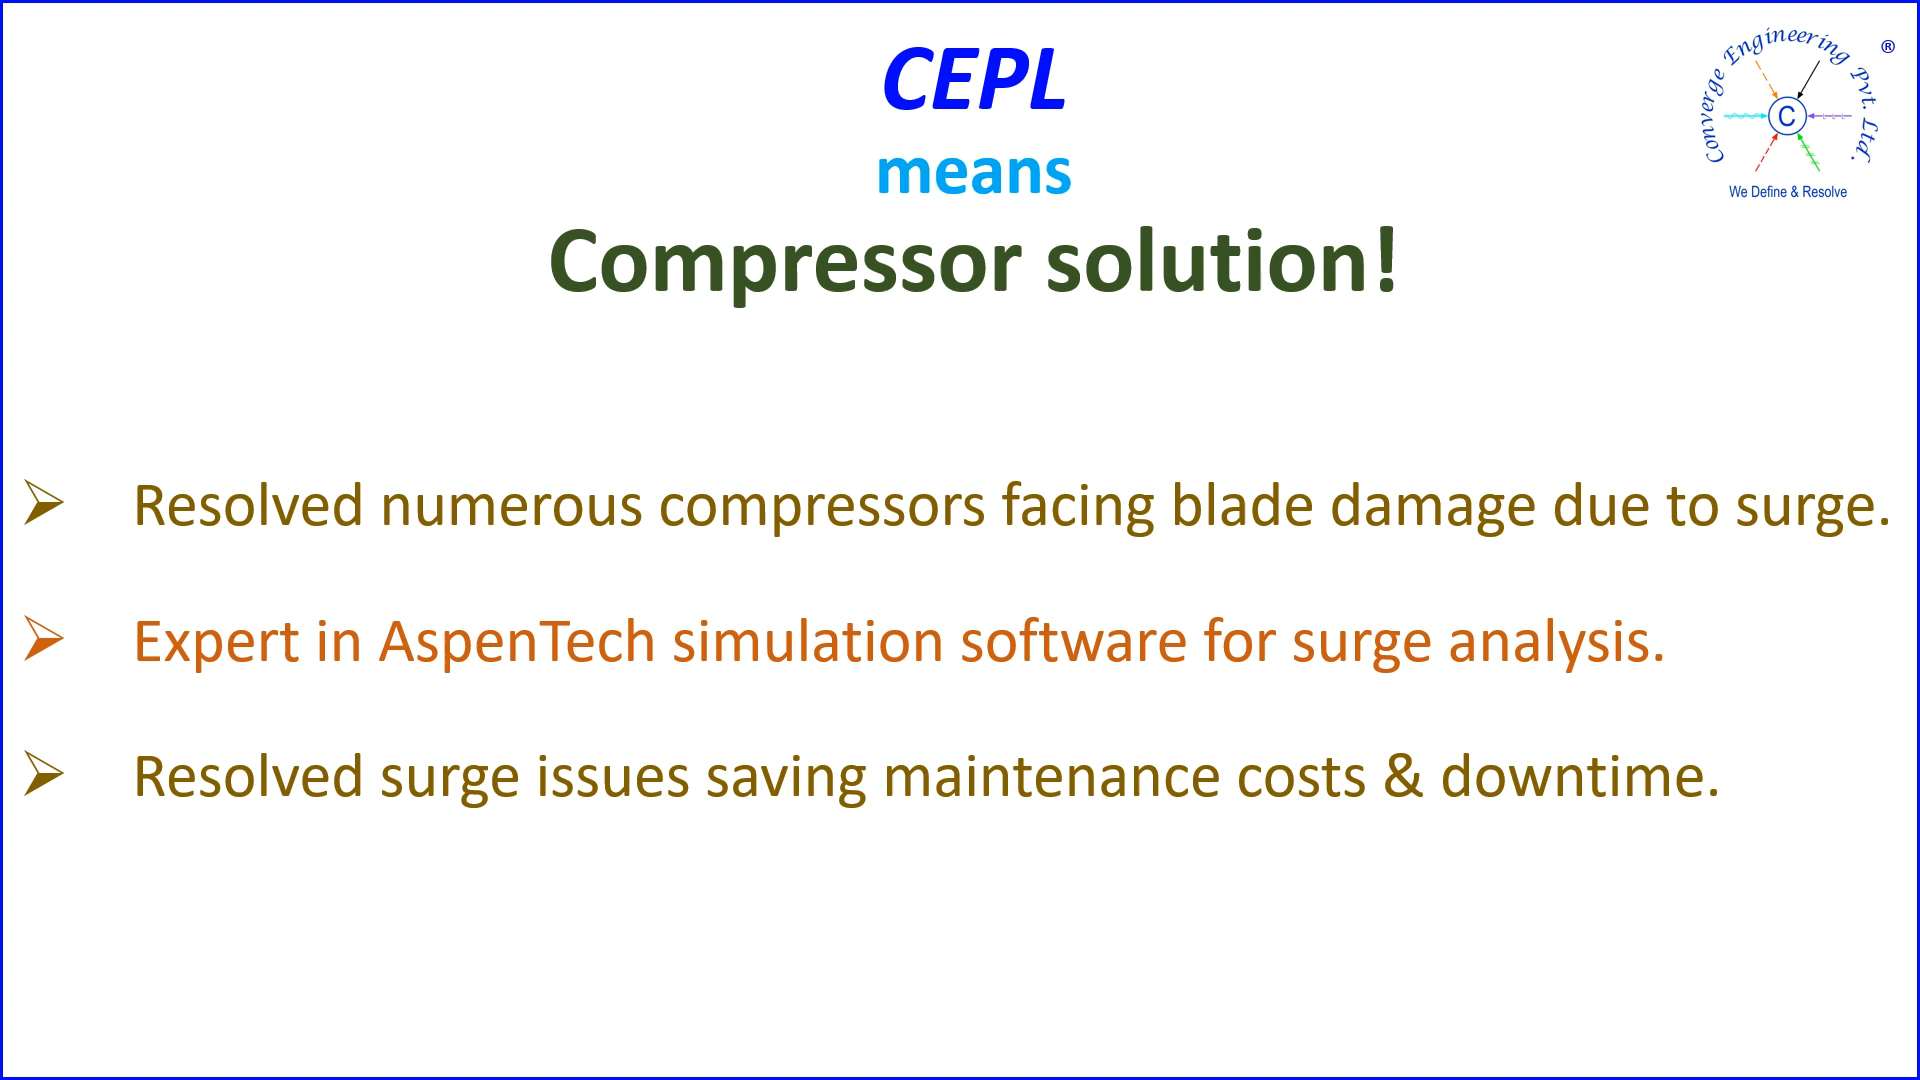 CEPL
means
Compressor solution!
Converge Engineering Pvt. Ltd.
®
C
We Define & Resolve
Resolved numerous compressors facing blade damage due to surge.
Expert in AspenTech simulation software for surge analysis.
Resolved surge issues saving maintenance costs & downtime.